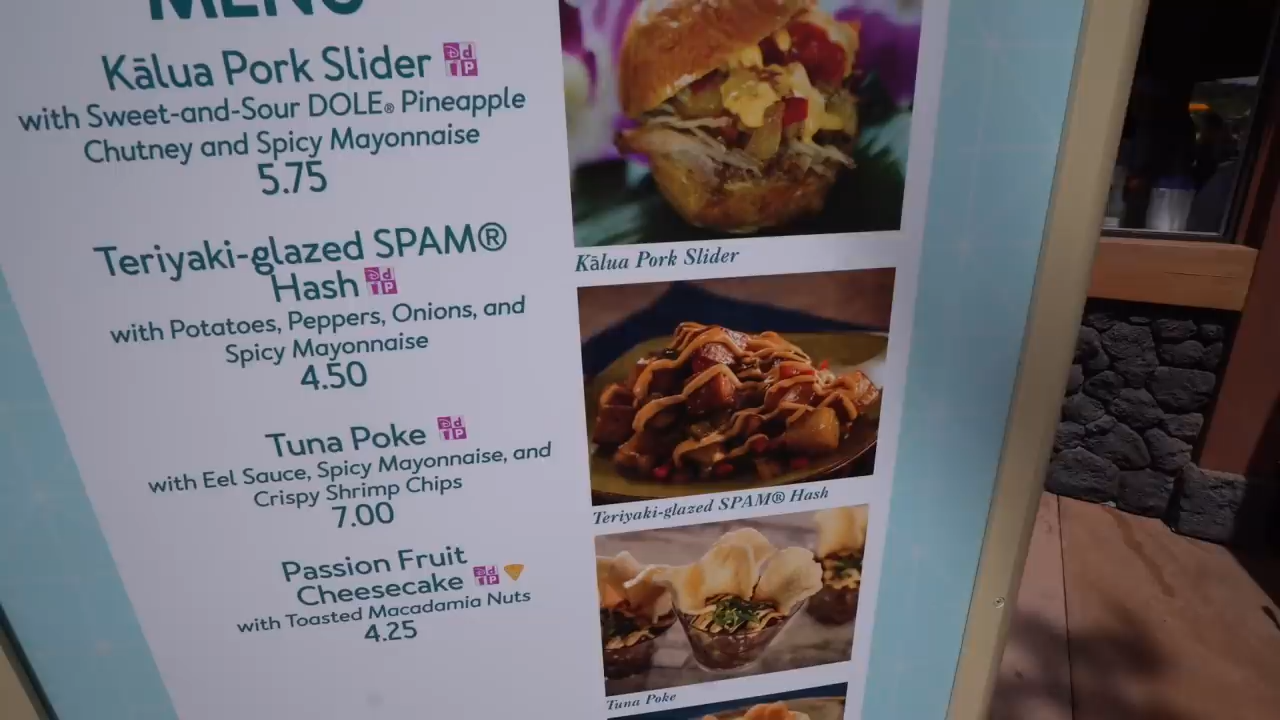 MENU
Kālua Pork Slider
with Sweet-and-Sour DOLE® Pineapple
Chutney and Spicy Mayonnaise
5.75
Teriyaki-glazed SPAM®
Hash
with Potatoes, Peppers, Onions, and
Spicy Mayonnaise
4.50
Tuna Poke
with Eel Sauce, Spicy Mayonnaise, and
Crispy Shrimp Chips
7.00
Passion Fruit
Cheesecake
with Toasted Macadamia Nuts
4.25
Kālua Pork Slider
Teriyaki-glazed SPAM® Hash
Tuna Poke